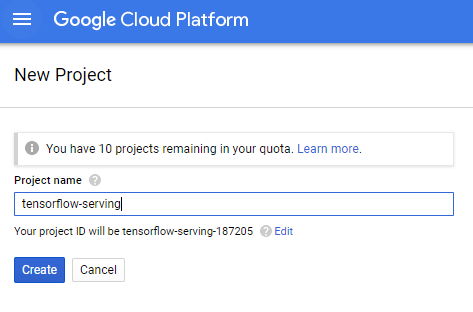 Google Cloud Platform
New Project
You have 10 projects remaining in your quota. Learn more.
Project name
tensorflow-serving
Your project ID will be tensorflow-serving-187205 Edit
Create Cancel